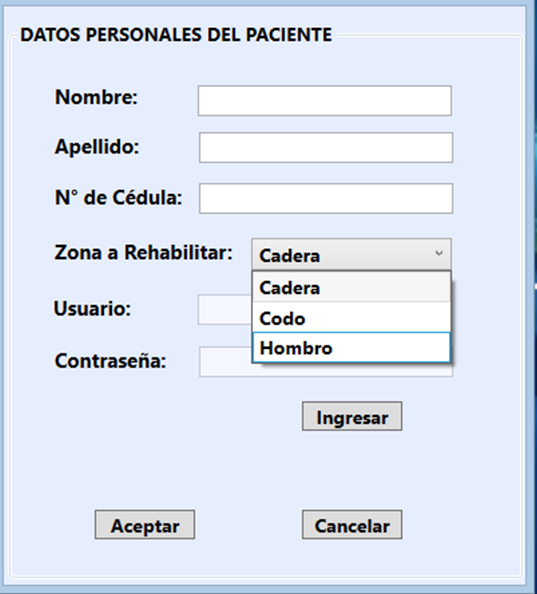 DATOS PERSONALES DEL PACIENTE
Nombre:
Apellido:
N° de Cédula:
Zona a Rehabilitar: Cadera
Cadera
Codo
Hombro
Usuario:
Contraseña:
Ingresar
Aceptar Cancelar